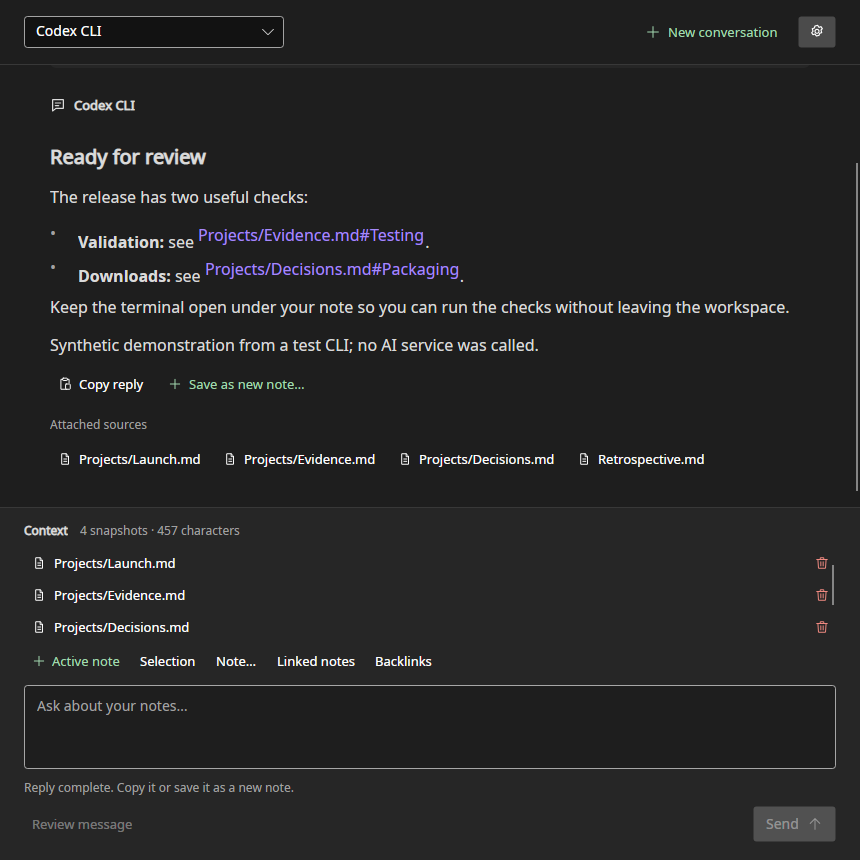 Codex CLI
New conversation
Codex CLI
Ready for review
The release has two useful checks:
• Validation: see Projects/Evidence.md#Testing.
• Downloads: see Projects/Decisions.md#Packaging.
Keep the terminal open under your note so you can run the checks without leaving the workspace.
Synthetic demonstration from a test CLI; no AI service was called.
Copy reply + Save as new note...
Attached sources
Projects/Launch.md Projects/Evidence.md Projects/Decisions.md Retrospective.md
Context 4 snapshots · 457 characters
Projects/Launch.md
Projects/Evidence.md
Projects/Decisions.md
+ Active note Selection Note... Linked notes Backlinks
Ask about your notes...
Reply complete. Copy it or save it as a new note.
Review message
Send